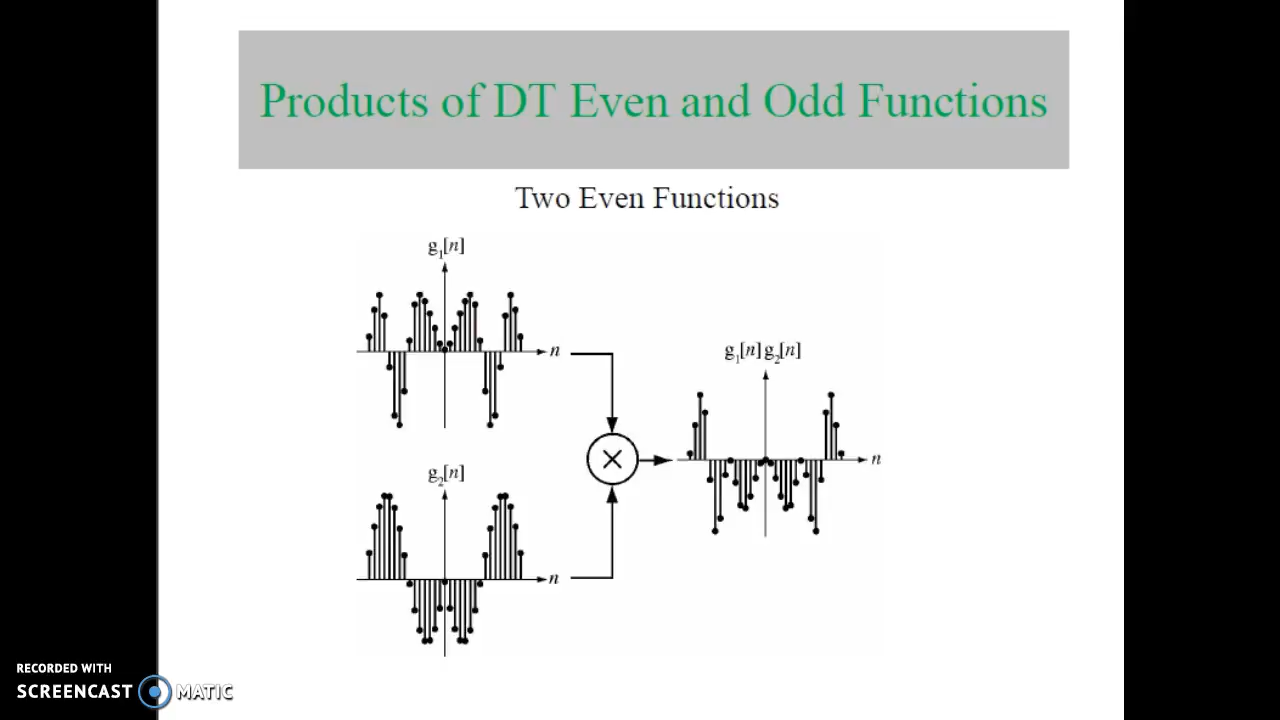 Products of DT Even and Odd Functions
Two Even Functions
g₁[n]
n
g₁[n] g₂[n]
n
g₂[n]
n
RECORDED WITH
SCREENCAST MATIC